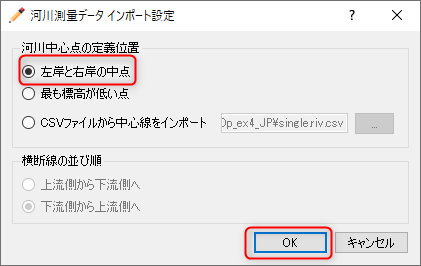 河川測量データ インポート設定
河川中心点の定義位置
左岸と右岸の中点
最も標高が低い点
CSVファイルから中心線をインポート
Op_ex4_JP¥single.riv.csv
...
横断線の並び順
上流側から下流側へ
下流側から上流側へ
OK
キャンセル